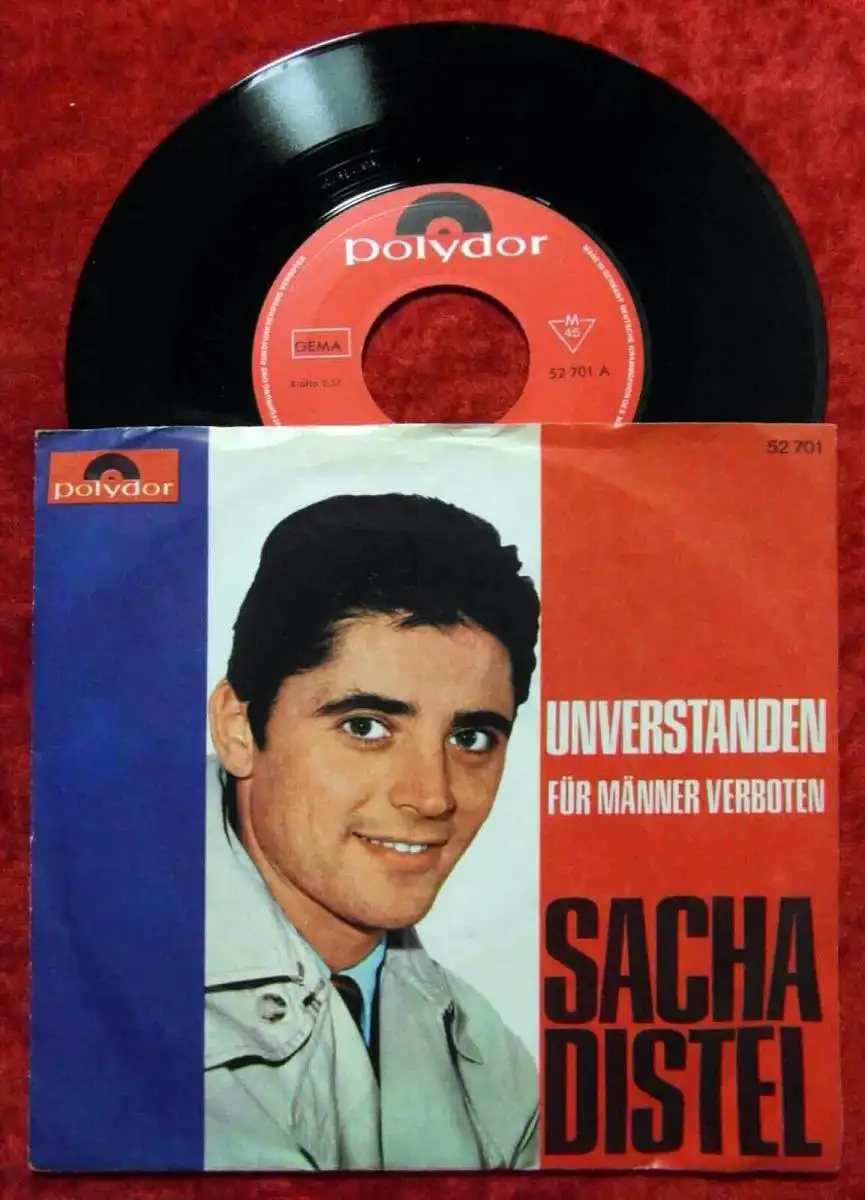 polydor
GEMA
M
45
52 701 A
polydor
52 701
UNVERSTANDEN
FÜR MÄNNER VERBOTEN
SACHA
DISTEL